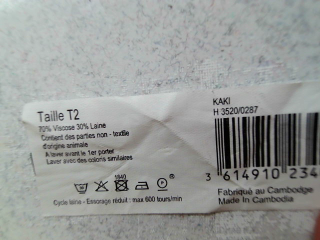 Taille T2
70% Viscose 30% Laine
Contient des parties non - textile
d'origine animale
A laver avant le 1er porter
Laver avec des coloris similaires
1840
Cycle laine - Essorage réduit : max 600 tours/min
KAKI
H 3520/0287
3 614910 234
Fabriqué au Cambodge
Made in Cambodia